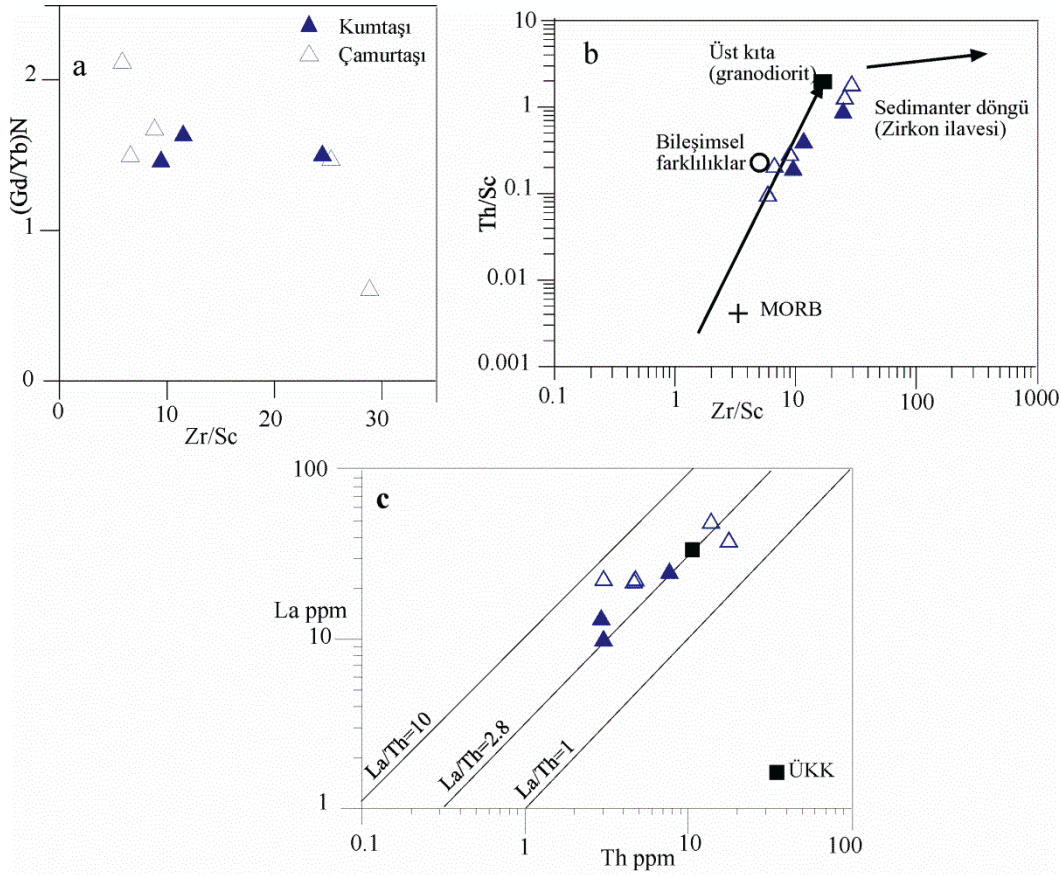 a
Kumtaşı
Çamurtaşı
(Gd/Yb)N
2
1
0
0
10
20
30
Zr/Sc
b
10
1
0.1
0.01
0.001
Th/Sc
Üst kıta
(granodiorit)
Sedimanter döngü
(Zirkon ilavesi)
Bileşimsel
farklılıklar
MORB
0.1
1
10
100
1000
Zr/Sc
c
100
10
1
La ppm
La/Th=10
La/Th=2.8
La/Th=1
ÜKK
0.1
1
10
100
Th ppm